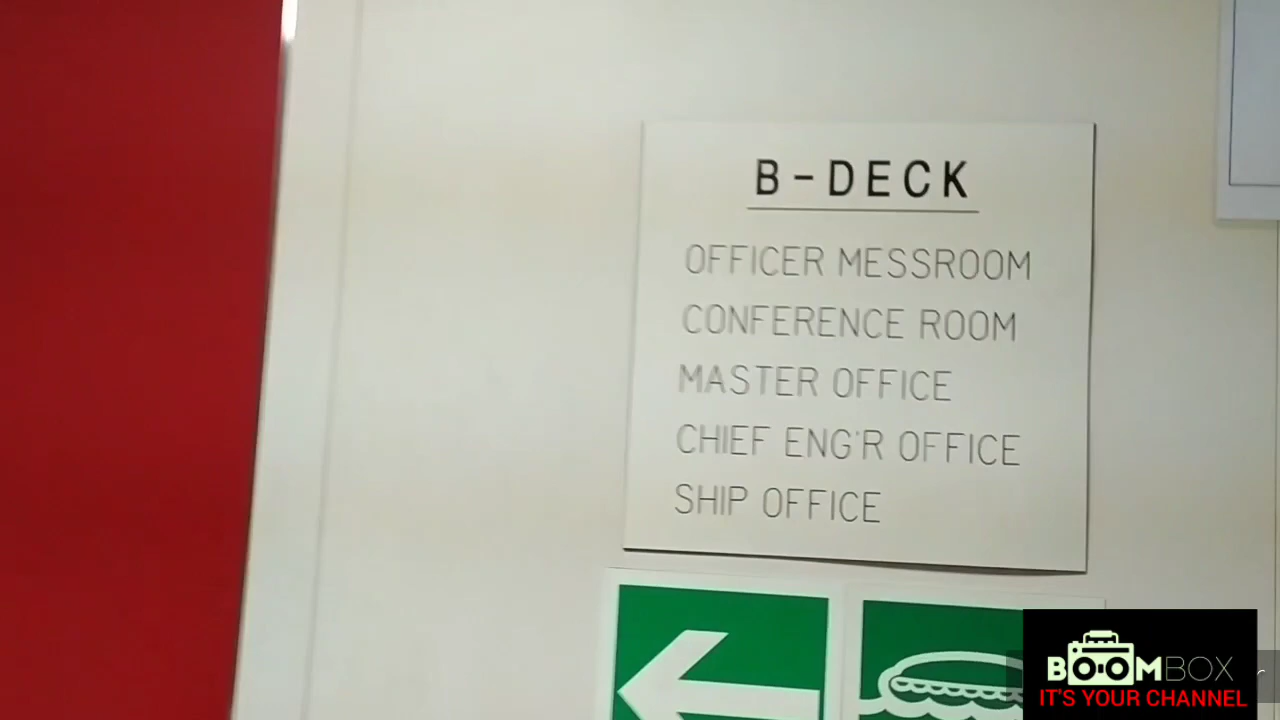 B-DECK
OFFICER MESSROOM
CONFERENCE ROOM
MASTER OFFICE
CHIEF ENG'R OFFICE
SHIP OFFICE
BOOMBOX
IT'S YOUR CHANNEL